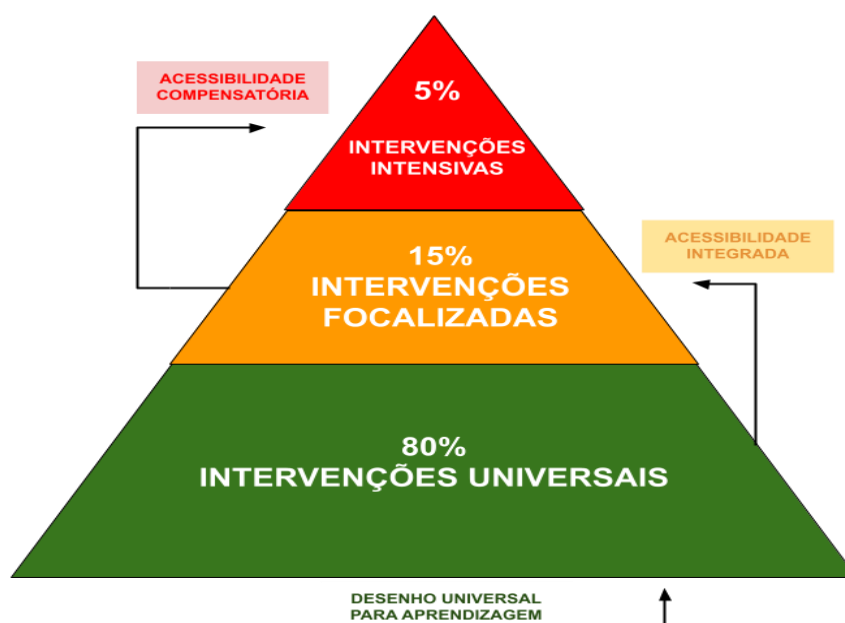 ACESSIBILIDADE
COMPENSATÓRIA
5%
INTERVENÇÕES
INTENSIVAS
ACESSIBILIDADE
INTEGRADA
15%
INTERVENÇÕES
FOCALIZADAS
80%
INTERVENÇÕES UNIVERSAIS
DESENHO UNIVERSAL
PARA APRENDIZAGEM